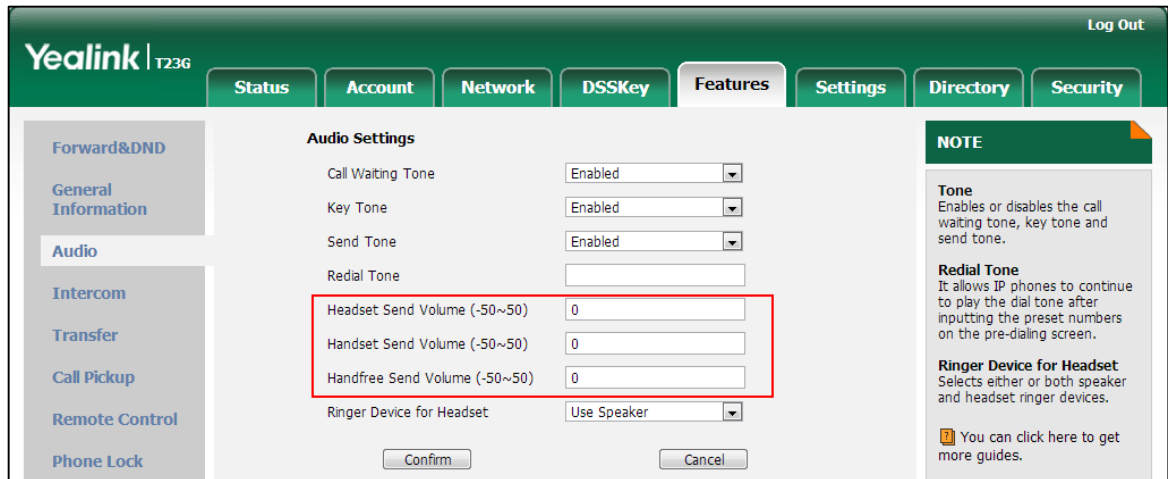 Log Out
Yealink T23G
Status Account Network DSSKey Features Settings Directory Security
Forward&DND
General
Information
Audio
Intercom
Transfer
Call Pickup
Remote Control
Phone Lock
Audio Settings
Call Waiting Tone Enabled
Key Tone Enabled
Send Tone Enabled
Redial Tone
Headset Send Volume (-50~50) 0
Handset Send Volume (-50~50) 0
Handfree Send Volume (-50~50) 0
Ringer Device for Headset Use Speaker
Confirm Cancel
NOTE
Tone
Enables or disables the call
waiting tone, key tone and
send tone.
Redial Tone
It allows IP phones to continue
to play the dial tone after
inputting the preset numbers
on the pre-dialing screen.
Ringer Device for Headset
Selects either or both speaker
and headset ringer devices.
You can click here to get
more guides.